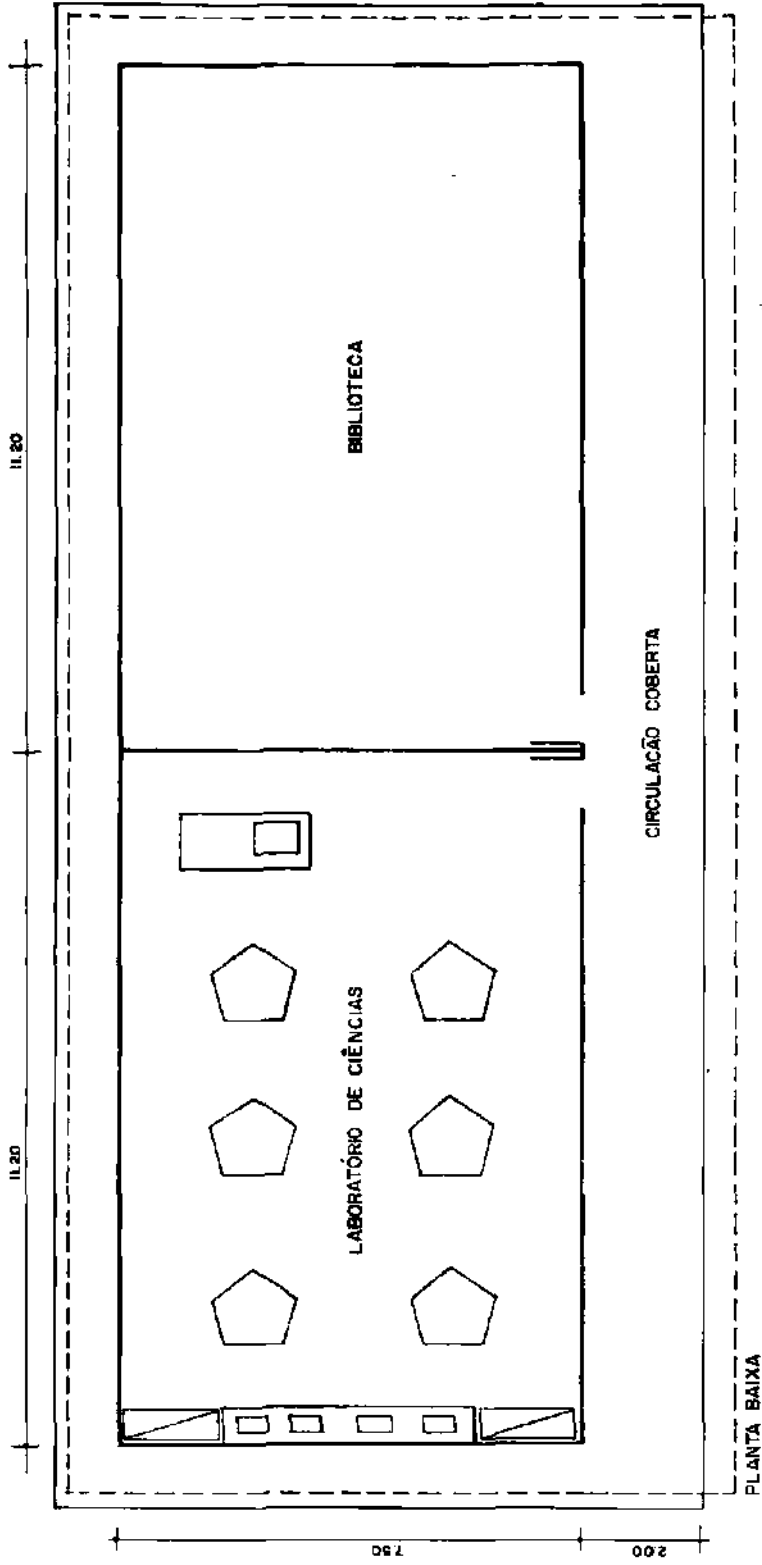 11.20
11.20
BIBLIOTECA
LABORATÓRIO DE CIÊNCIAS
CIRCULAÇÃO COBERTA
7.50
2.00
PLANTA BAIXA